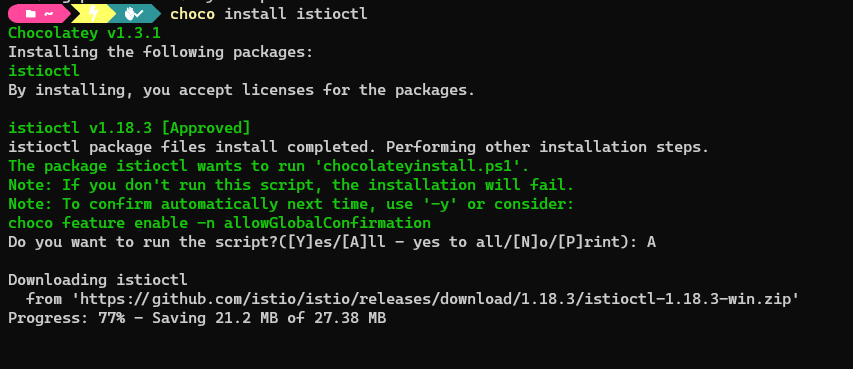 ~ choco install istioctl
Chocolatey v1.3.1
Installing the following packages:
istioctl
By installing, you accept licenses for the packages.
istioctl v1.18.3 [Approved]
istioctl package files install completed. Performing other installation steps.
The package istioctl wants to run 'chocolateyinstall.ps1'.
Note: If you don't run this script, the installation will fail.
Note: To confirm automatically next time, use '-y' or consider:
choco feature enable -n allowGlobalConfirmation
Do you want to run the script?([Y]es/[A]ll - yes to all/[N]o/[P]rint): A
Downloading istioctl
from 'https://github.com/istio/istio/releases/download/1.18.3/istioctl-1.18.3-win.zip'
Progress: 77% - Saving 21.2 MB of 27.38 MB